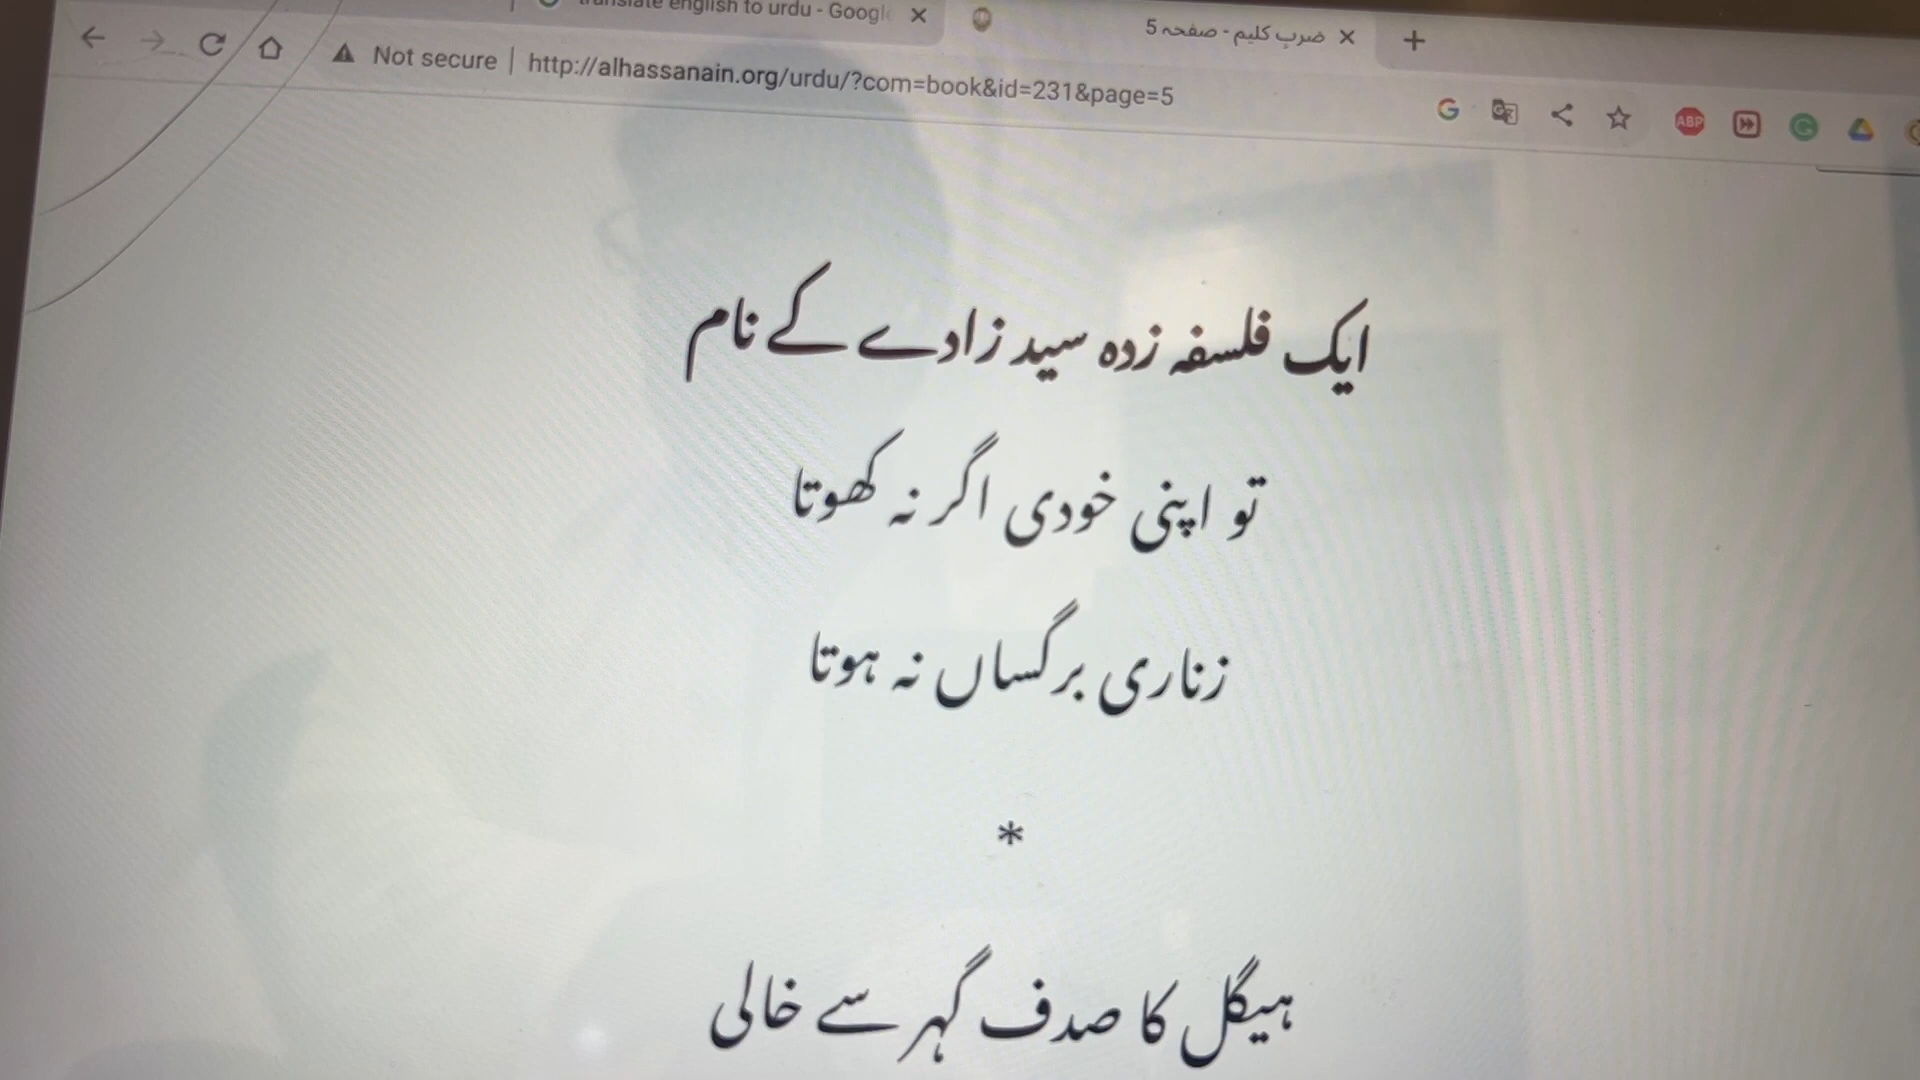 translate english to urdu - Google
ضربِ کلیم - صفحہ 5
Not secure | http://alhassanain.org/urdu/?com=book&id=231&page=5
ABP
ایک فلسفہ زدہ سید زادے کے نام
تو اپنی خودی اگر نہ کھوتا
زناری برگساں نہ ہوتا
*
ہیگل کا صدف گہر سے خالی